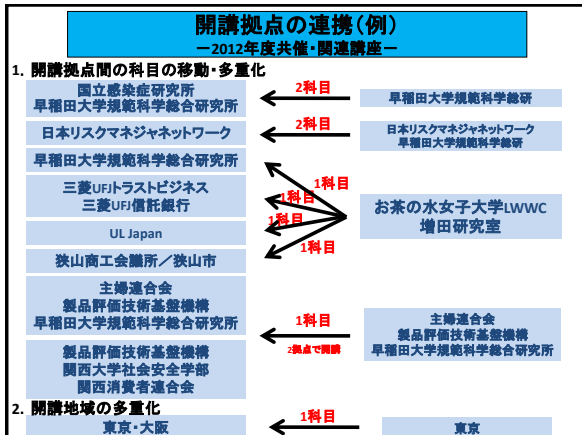 開講拠点の連携（例）
－2012年度共催・関連講座－
1. 開講拠点間の科目の移動・多重化
国立感染症研究所
早稲田大学規範科学総合研究所
2科目
早稲田大学規範科学総研
日本リスクマネジャネットワーク
2科目
日本リスクマネジャネットワーク
早稲田大学規範科学総研
早稲田大学規範科学総合研究所
1科目
三菱UFJトラストビジネス
三菱UFJ信託銀行
1科目
お茶の水女子大学LWWC
増田研究室
1科目
UL Japan
1科目
狭山商工会議所／狭山市
主婦連合会
製品評価技術基盤機構
早稲田大学規範科学総合研究所
1科目
2拠点で開講
主婦連合会
製品評価技術基盤機構
早稲田大学規範科学総合研究所
製品評価技術基盤機構
関西大学社会安全学部
関西消費者連合会
2. 開講地域の多重化
東京・大阪
1科目
東京